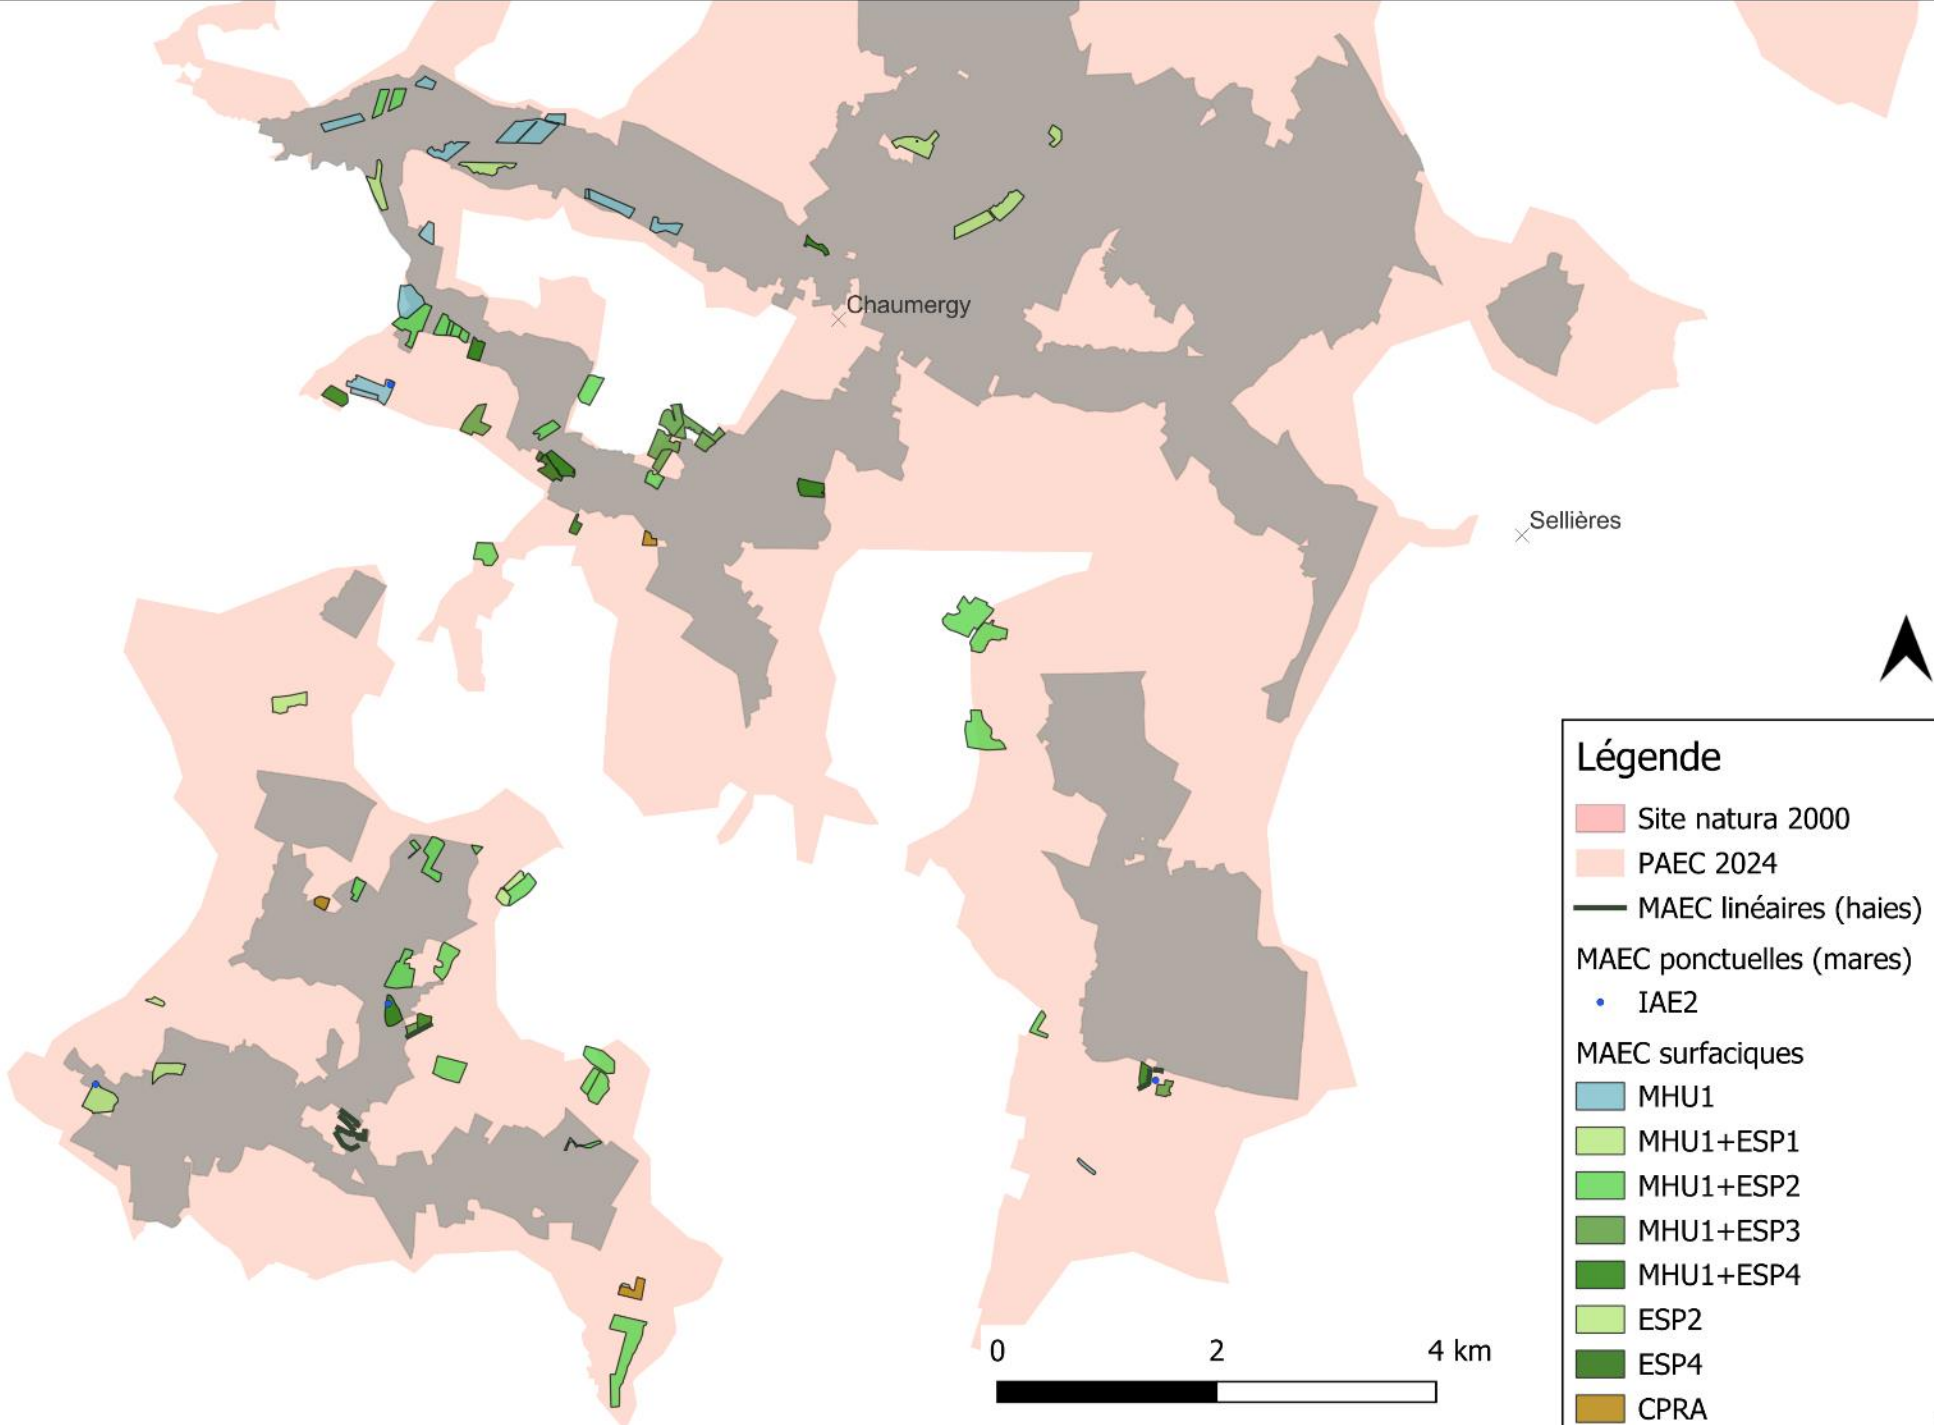 Chaumergy
Sellières
Légende
Site natura 2000
PAEC 2024
MAEC linéaires (haies)
MAEC ponctuelles (mares)
IAE2
MAEC surfaciques
MHU1
MHU1+ESP1
MHU1+ESP2
MHU1+ESP3
MHU1+ESP4
ESP2
ESP4
CPRA
0 2 4 km